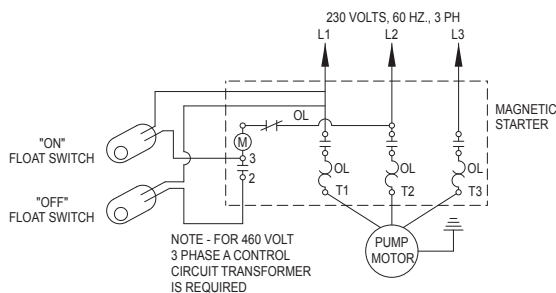 230 VOLTS, 60 HZ., 3 PH
L1
L2
L3
OL
MAGNETIC
STARTER
M
"ON"
FLOAT SWITCH
3
2
OL
OL
OL
T1
T2
T3
"OFF"
FLOAT SWITCH
NOTE - FOR 460 VOLT
3 PHASE A CONTROL
CIRCUIT TRANSFORMER
IS REQUIRED
PUMP
MOTOR